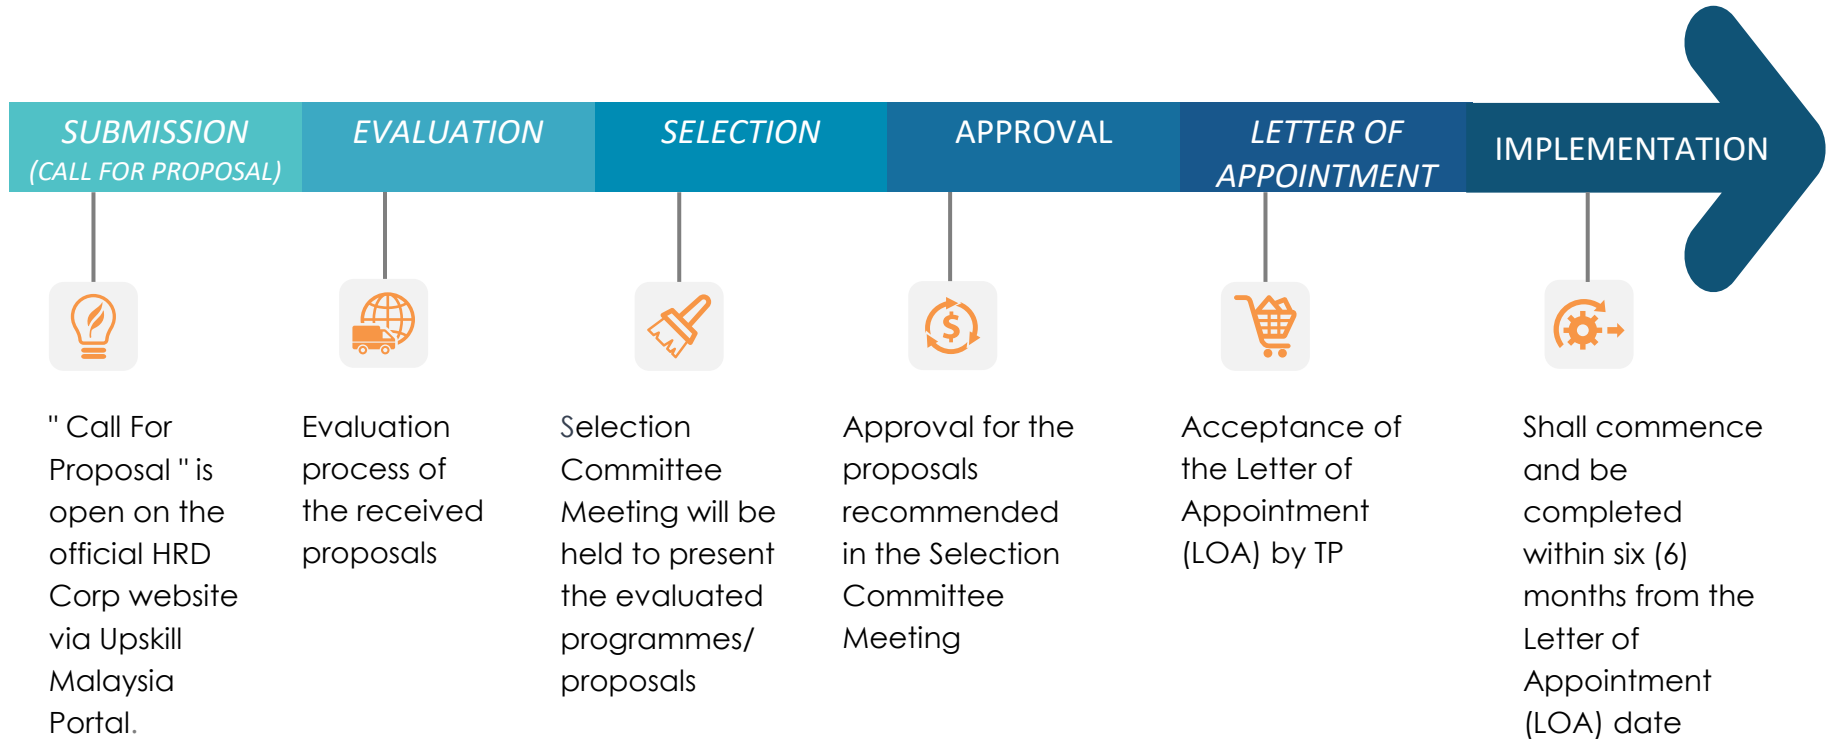 SUBMISSION
(CALL FOR PROPOSAL)
EVALUATION
SELECTION
APPROVAL
LETTER OF
APPOINTMENT
IMPLEMENTATION
$
" Call For
Proposal " is
open on the
official HRD
Corp website
via Upskill
Malaysia
Portal.
Evaluation
process of
the received
proposals
Selection
Committee
Meeting will be
held to present
the evaluated
programmes/
proposals
Approval for the
proposals
recommended
in the Selection
Committee
Meeting
Acceptance of
the Letter of
Appointment
(LOA) by TP
Shall commence
and be
completed
within six (6)
months from the
Letter of
Appointment
(LOA) date